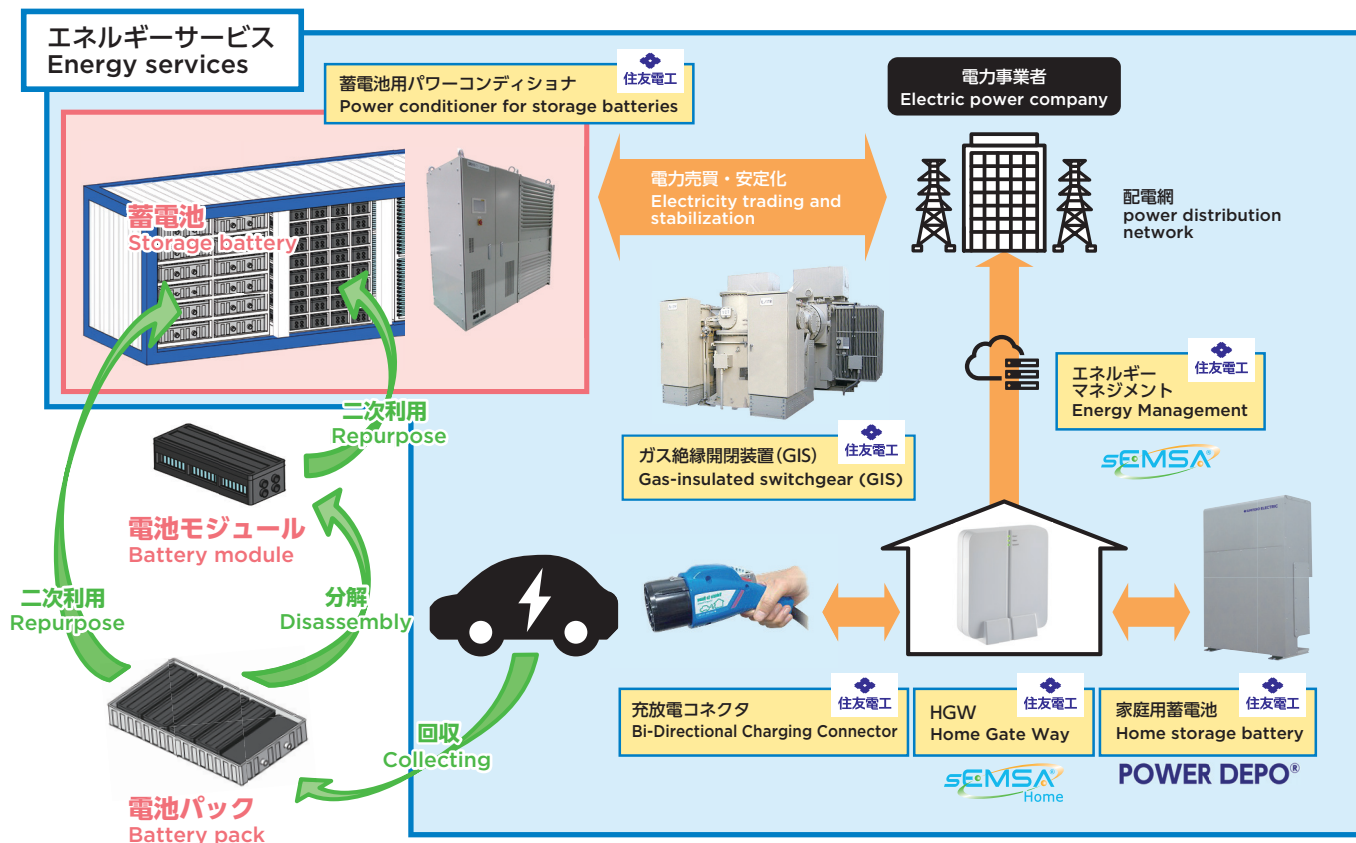 エネルギーサービス
Energy services
蓄電池用パワーコンディショナ
Power conditioner for storage batteries
住友電工
電力事業者
Electric power company
蓄電池
Storage battery
電力売買・安定化
Electricity trading and
stabilization
配電網
power distribution
network
二次利用
Repurpose
エネルギー
マネジメント
Energy Management
住友電工
sEMSA®
ガス絶縁開閉装置(GIS)
Gas-insulated switchgear (GIS)
住友電工
電池モジュール
Battery module
二次利用
Repurpose
分解
Disassembly
回収
Collecting
電池パック
Battery pack
充放電コネクタ
Bi-Directional Charging Connector
住友電工
HGW
Home Gate Way
住友電工
sEMSA®
Home
家庭用蓄電池
Home storage battery
住友電工
POWER DEPO®